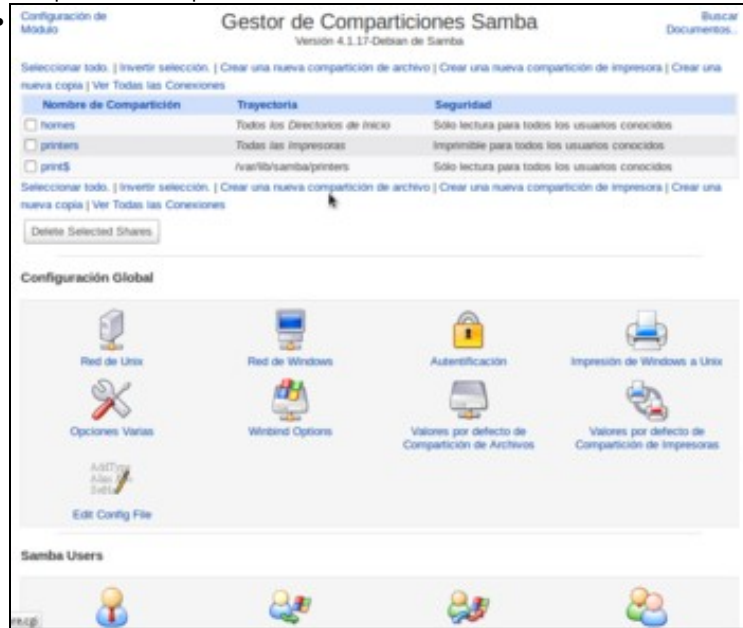 Configuración de
Módulo
Gestor de Comparticiones Samba
Versión 4.1.17-Debian de Samba
Buscar
Documentos..
Seleccionar todo. | Invertir selección. | Crear una nueva compartición de archivo | Crear una nueva compartición de impresora | Crear una
nueva copia | Ver Todas las Conexiones
Nombre de Compartición Trayectoria Seguridad
homes Todos los Directorios de Inicio Sólo lectura para todos los usuarios conocidos
printers Todas las Impresoras Imprimible para todos los usuarios conocidos
print$ /var/lib/samba/printers Sólo lectura para todos los usuarios conocidos
Seleccionar todo. | Invertir selección. | Crear una nueva compartición de archivo | Crear una nueva compartición de impresora | Crear una
nueva copia | Ver Todas las Conexiones
Delete Selected Shares
Configuración Global
Red de Unix Red de Windows Autentificación Impresión de Windows a Unix
Opciones Varias Winbind Options Valores por defecto de
Compartición de Archivos Valores por defecto de
Compartición de Impresoras
Edit Config File
Samba Users
re.cgi